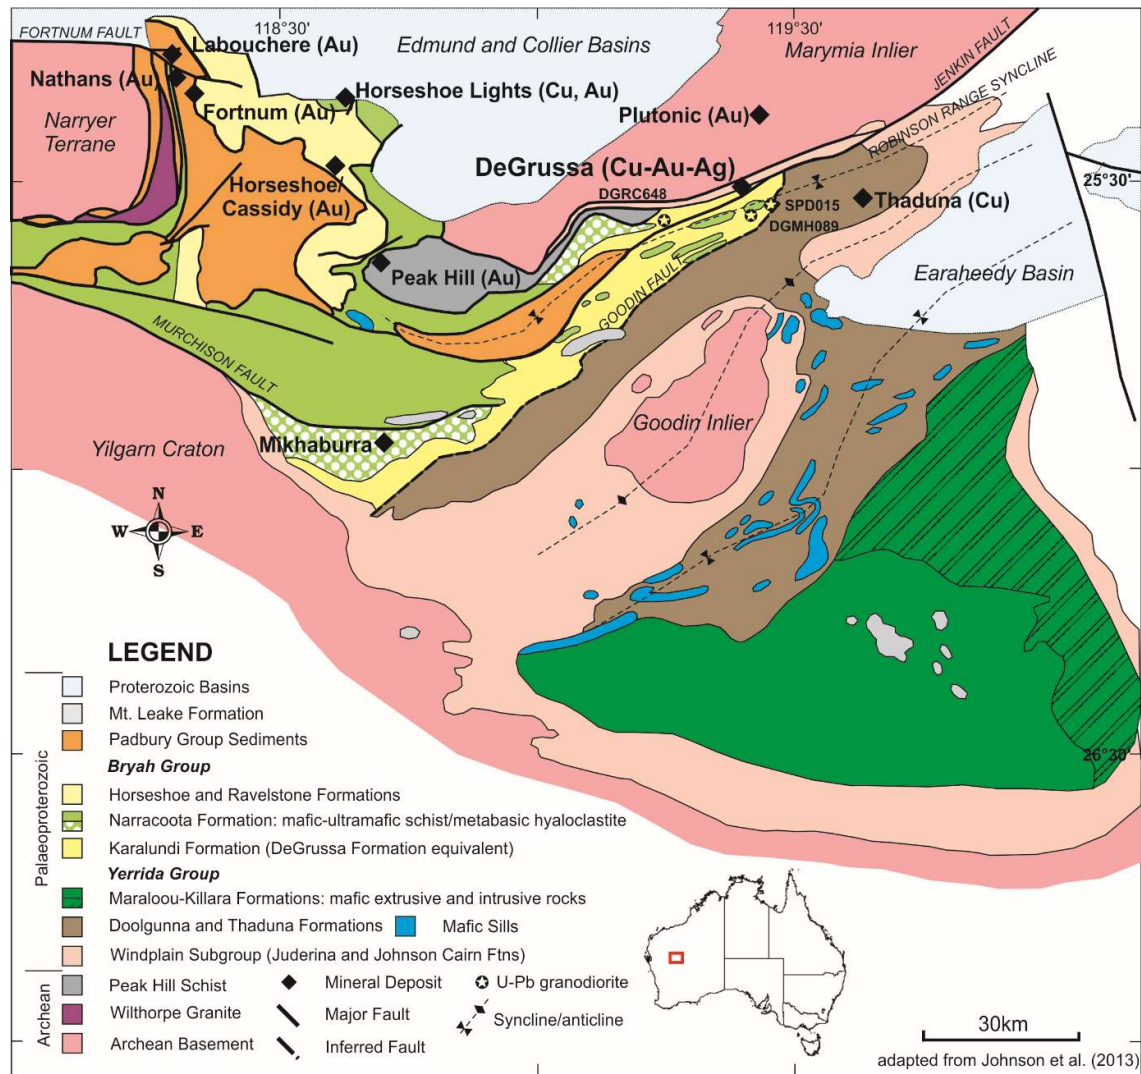 118°30'
119°30'
FORTNUM FAULT
Labouchere (Au)
Edmund and Collier Basins
Marymia Inlier
JENKIN FAULT
Nathans (Au)
Horseshoe Lights (Cu, Au)
Fortnum (Au)
Plutonic (Au)
ROBINSON RANGE SYNCLINE
Narryer
Terrane
DeGrussa (Cu-Au-Ag)
25°30'
Horseshoe/
Cassidy (Au)
DGRC648
SPD015
Thaduna (Cu)
DGMH089
Peak Hill (Au)
Earaheedy Basin
GOODIN FAULT
MURCHISON FAULT
Goodin Inlier
Yilgarn Craton
Mikhaburra
N
W
E
S
26°30'
LEGEND
Palaeoproterozoic
Proterozoic Basins
Mt. Leake Formation
Padbury Group Sediments
Bryah Group
Horseshoe and Ravelstone Formations
Narracoota Formation: mafic-ultramafic schist/metabasic hyaloclastite
Karalundi Formation (DeGrussa Formation equivalent)
Yerrida Group
Maraloou-Killara Formations: mafic extrusive and intrusive rocks
Doolgunna and Thaduna Formations
Mafic Sills
Windplain Subgroup (Juderina and Johnson Cairn Ftns)
Archean
Peak Hill Schist
Mineral Deposit
U-Pb granodiorite
Wilthorpe Granite
Major Fault
Syncline/anticline
Archean Basement
Inferred Fault
30km
adapted from Johnson et al. (2013)